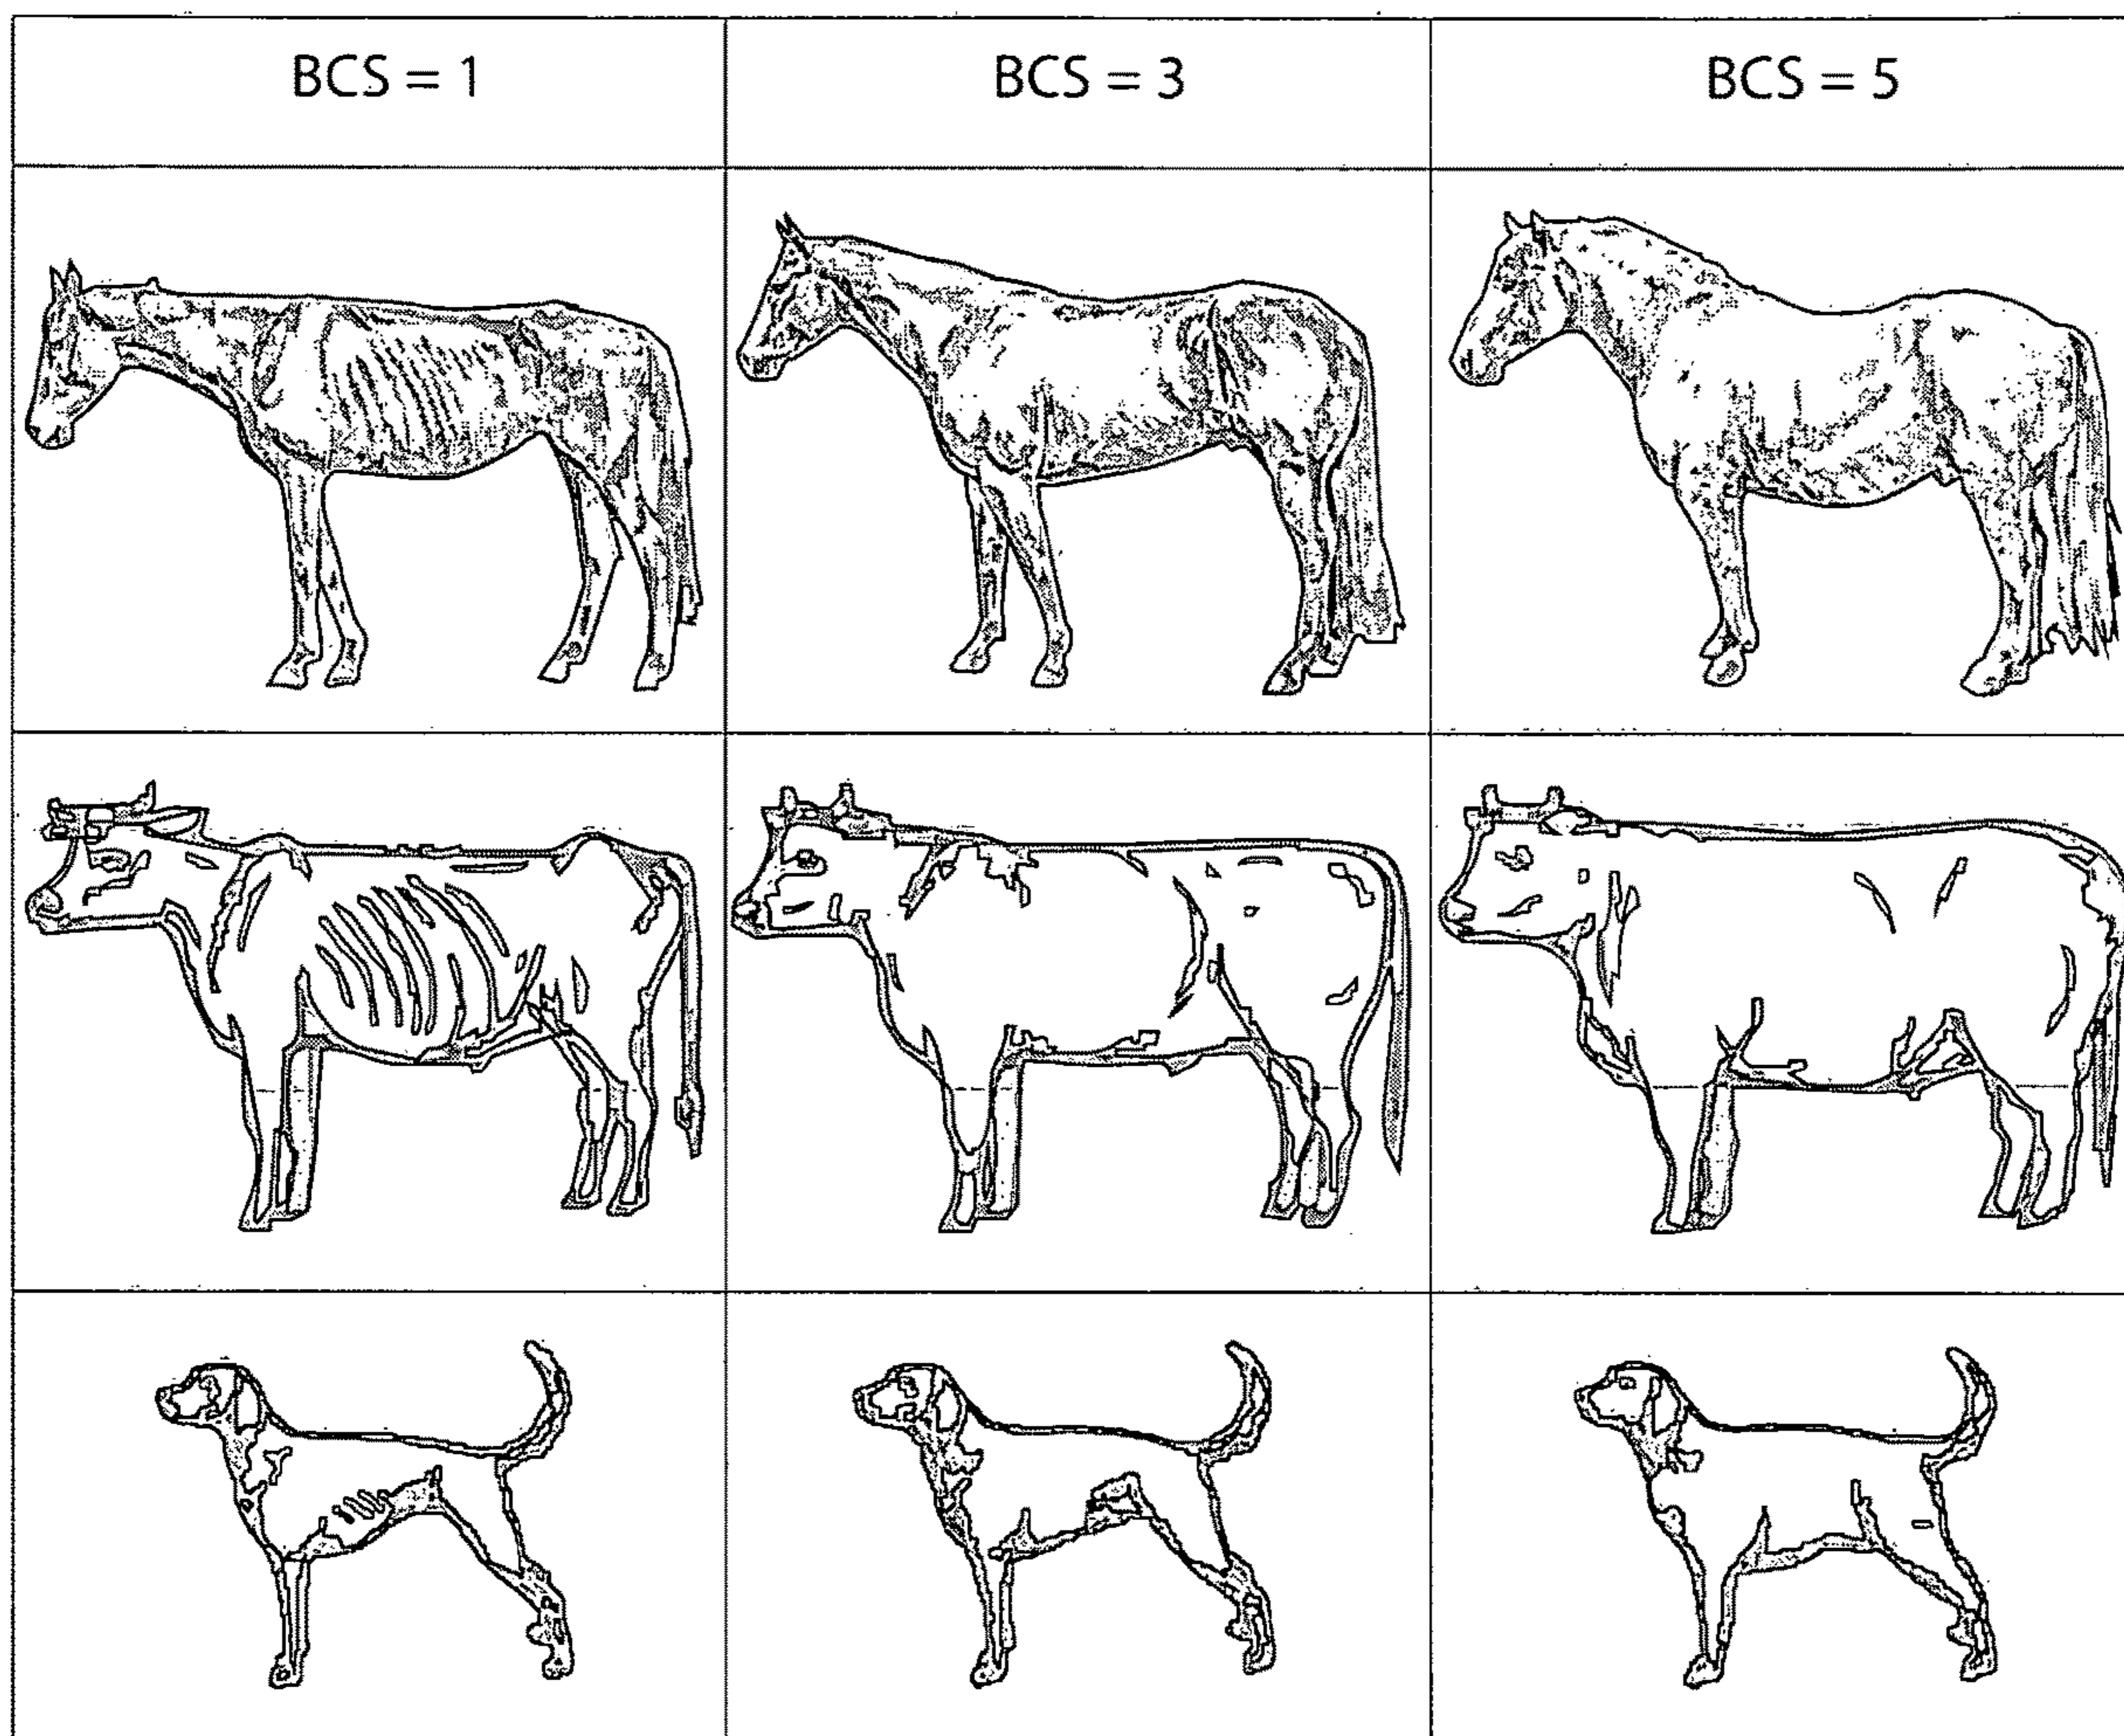 BCS = 1
BCS = 3
BCS = 5